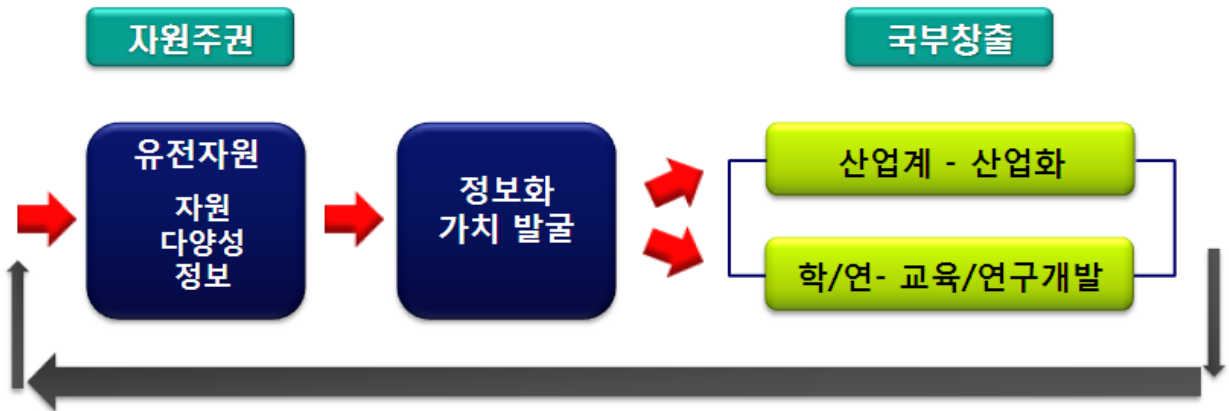 자원주권
국부창출
유전자원
자원
다양성
정보
정보화
가치 발굴
산업계 - 산업화
학/연- 교육/연구개발